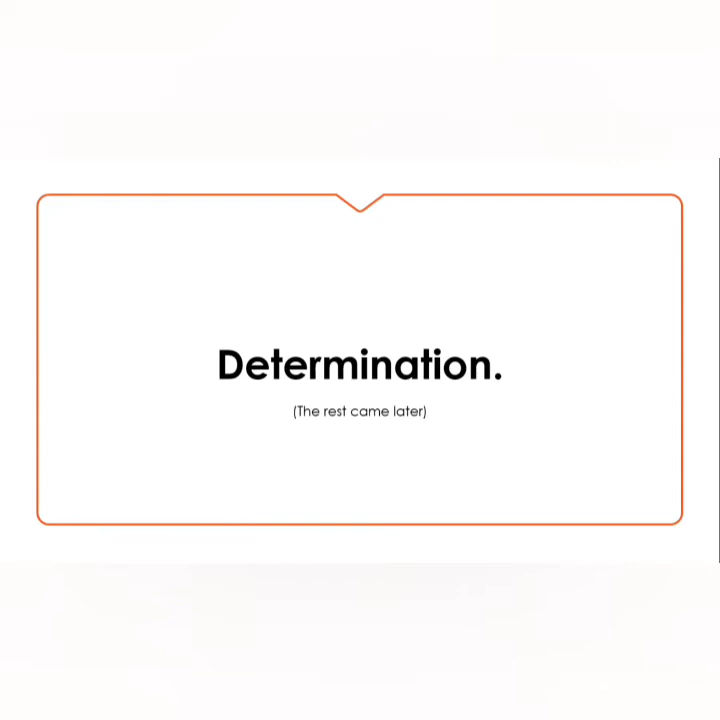 Determination.
(The rest came later)